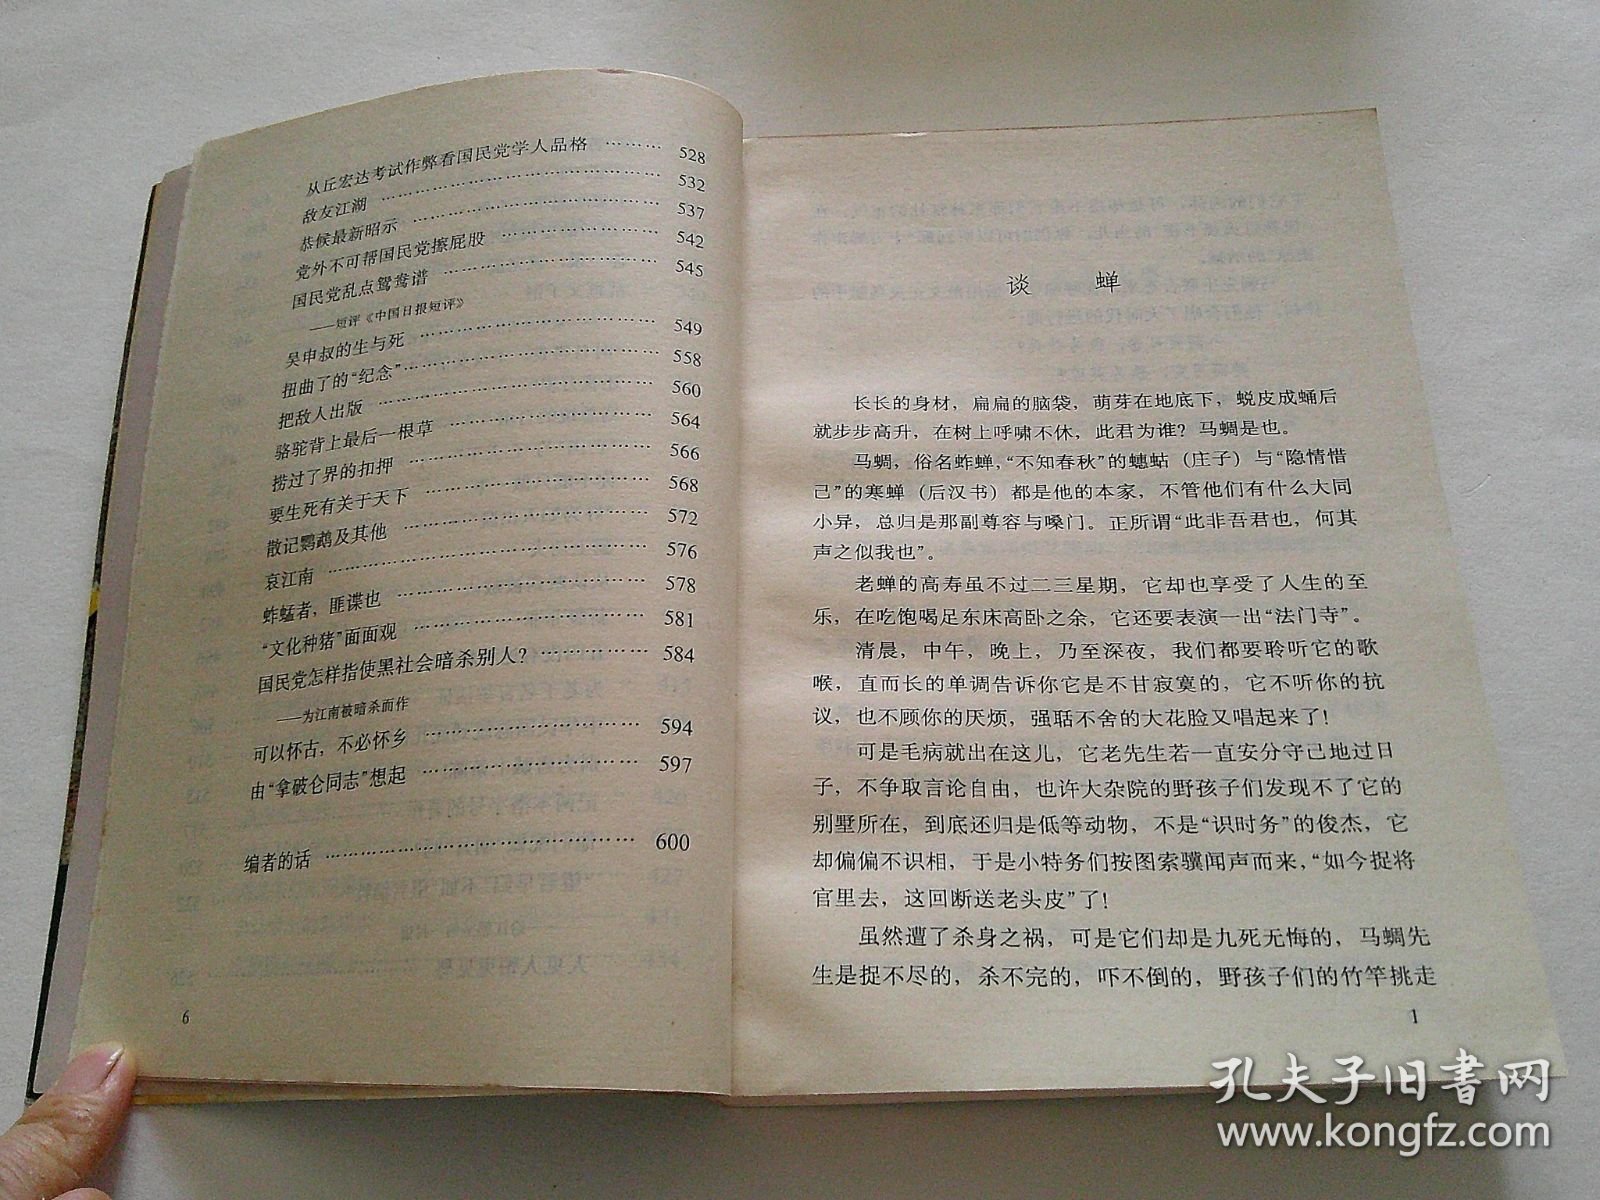 从丘宏达考试作弊看国民党学人品格 ……… 528
敌友江湖 ……………………………… 532
恭候最新昭示 ………………………… 537
党外不可帮国民党擦屁股 …………… 542
国民党乱点鸳鸯谱 …………………… 545
——短评《中国日报短评》
吴申叔的生与死 ……………………… 549
扭曲了的“纪念” ……………………… 558
把敌人出版 …………………………… 560
骆驼背上最后一根草 ………………… 564
捞过了界的扣押 ……………………… 566
要生死有关于天下 …………………… 568
散记鹦鹉及其他 ……………………… 572
哀江南 ………………………………… 576
蚱蜢者，匪谍也 ……………………… 578
“文化种猪”面面观 …………………… 581
国民党怎样指使黑社会暗杀别人？ …… 584
——为江南被暗杀而作
可以怀古，不必怀乡 ………………… 594
由“拿破仑同志”想起 ………………… 597
编者的话 ……………………………… 600
6
谈 蝉
长长的身材，扁扁的脑袋，萌芽在地底下，蜕皮成蛹后
就步步高升，在树上呼啸不休，此君为谁？马蜩是也。
马蜩，俗名蚱蝉，“不知春秋”的蟪蛄（庄子）与“隐情惜
己”的寒蝉（后汉书）都是他的本家，不管他们有什么大同
小异，总归是那副尊容与嗓门。正所谓“此非吾君也，何其
声之似我也”。
老蝉的高寿虽不过二三星期，它却也享受了人生的至
乐，在吃饱喝足东床高卧之余，它还要表演一出“法门寺”。
清晨，中午，晚上，乃至深夜，我们都要聆听它的歌
喉，直而长的单调告诉你它是不甘寂寞的，它不听你的抗
议，也不顾你的厌烦，强聒不舍的大花脸又唱起来了！
可是毛病就出在这儿，它老先生若一直安分守己地过日
子，不争取言论自由，也许大杂院的野孩子们发现不了它的
别墅所在，到底还归是低等动物，不是“识时务”的俊杰，它
却偏偏不识相，于是小特务们按图索骥闻声而来，“如今捉将
官里去，这回断送老头皮”了！
虽然遭了杀身之祸，可是它们却是九死无悔的，马蜩先
生是捉不尽的，杀不完的，吓不倒的，野孩子们的竹竿挑走
1
孔夫子旧书网
www.kongfz.com